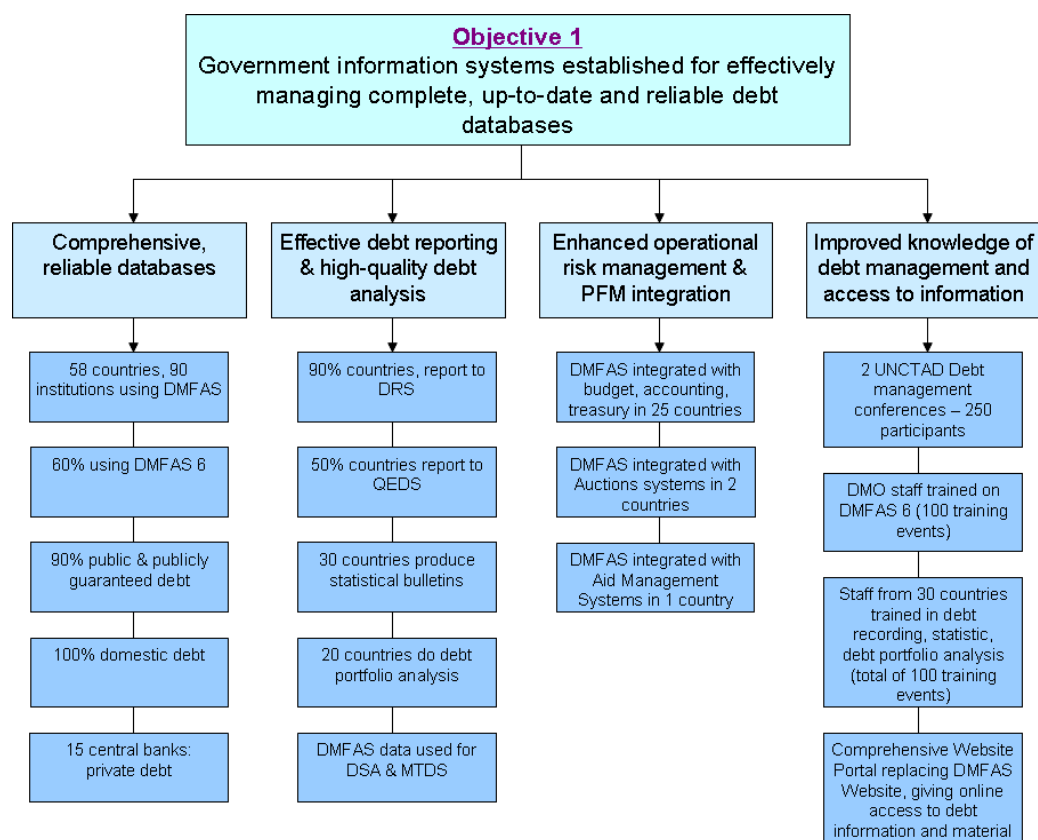 Objective 1
Government information systems established for effectively
managing complete, up-to-date and reliable debt
databases
Comprehensive,
reliable databases
58 countries, 90
institutions using DMFAS
60% using DMFAS 6
90% public & publicly
guaranteed debt
100% domestic debt
15 central banks:
private debt
Effective debt reporting
& high-quality debt
analysis
90% countries, report to
DRS
50% countries report to
QEDS
30 countries produce
statistical bulletins
20 countries do debt
portfolio analysis
DMFAS data used for
DSA & MTDS
Enhanced operational
risk management &
PFM integration
DMFAS integrated with
budget, accounting,
treasury in 25 countries
DMFAS integrated with
Auctions systems in 2
countries
DMFAS integrated with
Aid Management
Systems in 1 country
Improved knowledge of
debt management and
access to information
2 UNCTAD Debt
management
conferences – 250
participants
DMO staff trained on
DMFAS 6 (100 training
events)
Staff from 30 countries
trained in debt
recording, statistic,
debt portfolio analysis
(total of 100 training
events)
Comprehensive Website
Portal replacing DMFAS
Website, giving online
access to debt
information and material